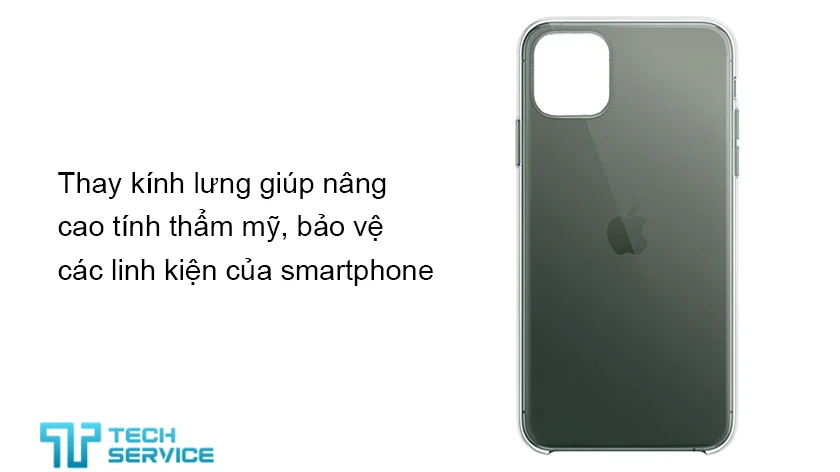 Thay kính lưng giúp nâng
cao tính thẩm mỹ, bảo vệ
các linh kiện của smartphone
TECH
SERVICE